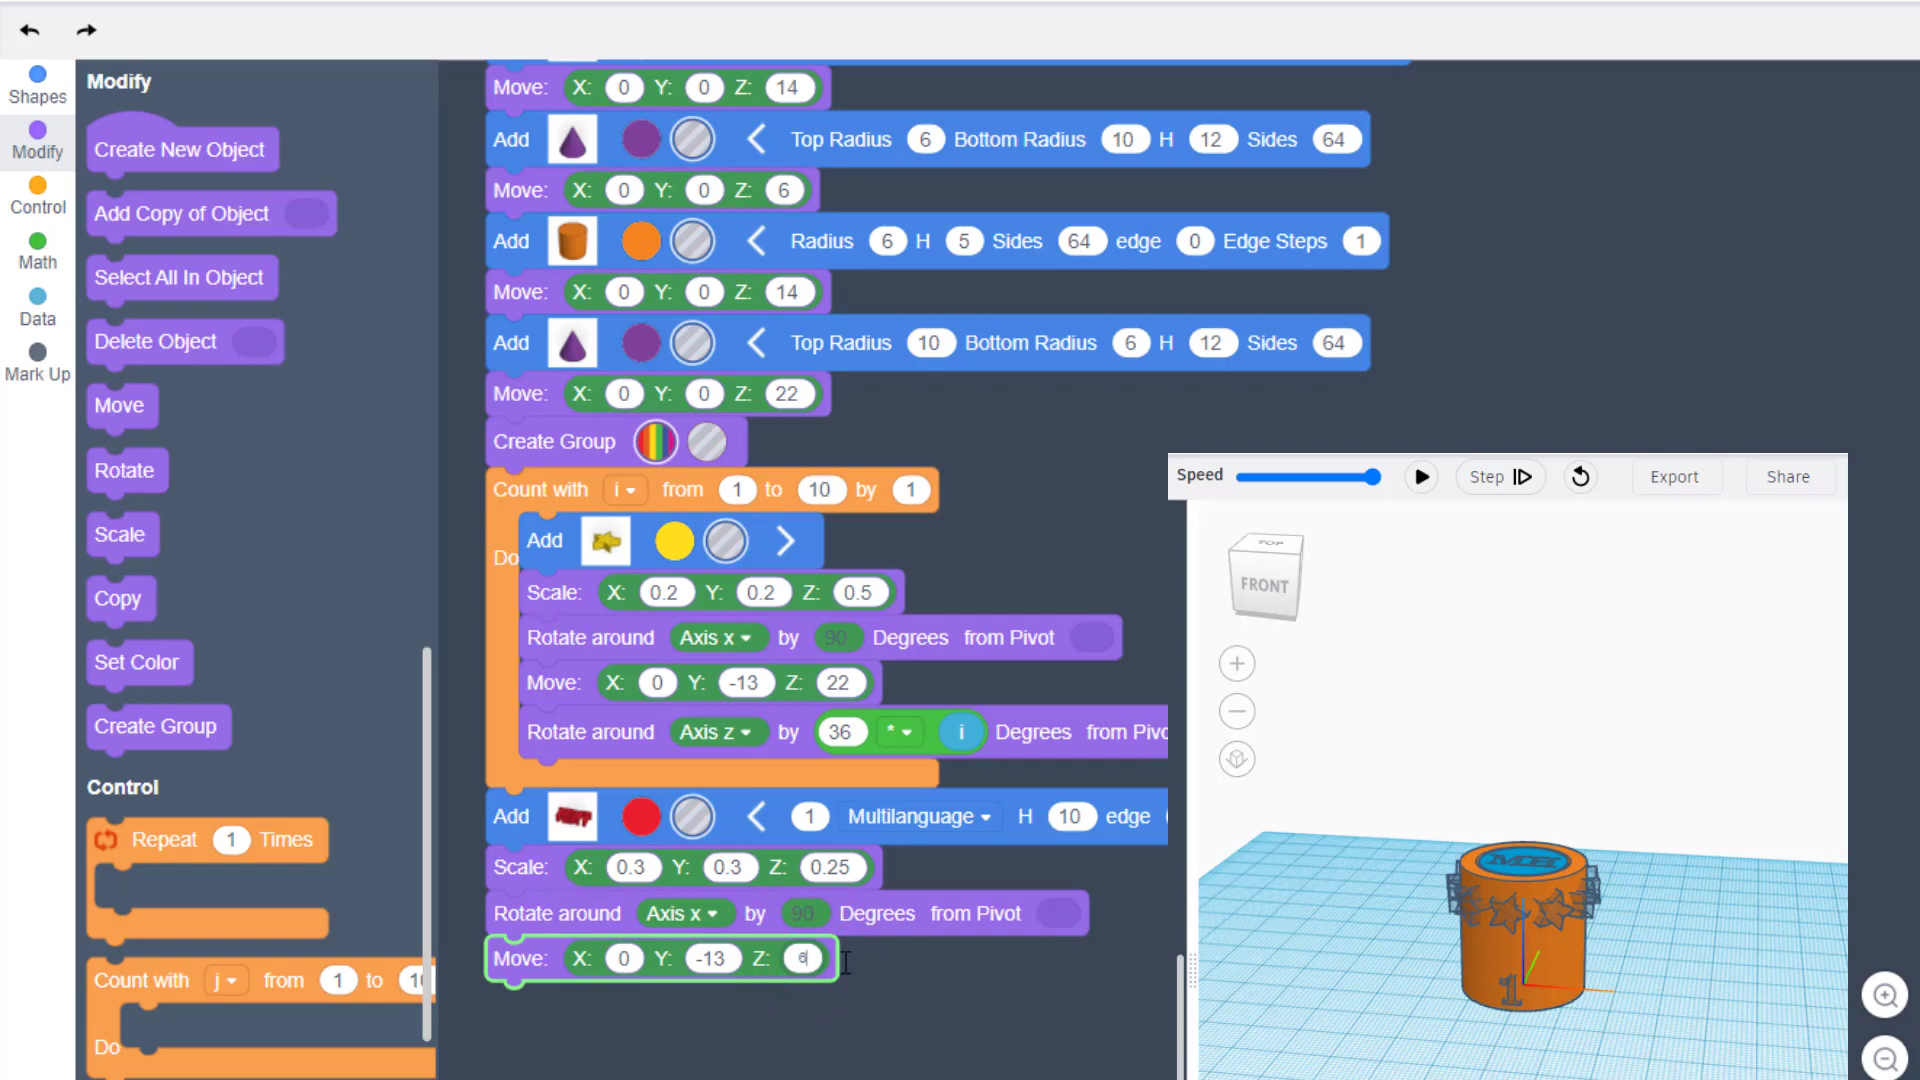 Shapes
Modify
Control
Math
Data
Mark Up
Modify
Create New Object
Add Copy of Object
Select All In Object
Delete Object
Move
Rotate
Scale
Copy
Set Color
Create Group
Control
Repeat 1 Times
Count with j from 1 to
Do
Move: X: 0 Y: 0 Z: 14
Add Top Radius 6 Bottom Radius 10 H 12 Sides 64
Move: X: 0 Y: 0 Z: 6
Add Radius 6 H 5 Sides 64 edge 0 Edge Steps 1
Move: X: 0 Y: 0 Z: 14
Add Top Radius 10 Bottom Radius 6 H 12 Sides 64
Move: X: 0 Y: 0 Z: 22
Create Group
Count with i from 1 to 10 by 1
Do
Add
Scale: X: 0.2 Y: 0.2 Z: 0.5
Rotate around Axis x by 90 Degrees from Pivot
Move: X: 0 Y: -13 Z: 22
Rotate around Axis z by 36 * i Degrees from
Add 1 Multilanguage H 10 edge
Scale: X: 0.3 Y: 0.3 Z: 0.25
Rotate around Axis x by 90 Degrees from Pivot
Move: X: 0 Y: -13 Z:
Speed Step Export Share
TOP
FRONT
MH
1